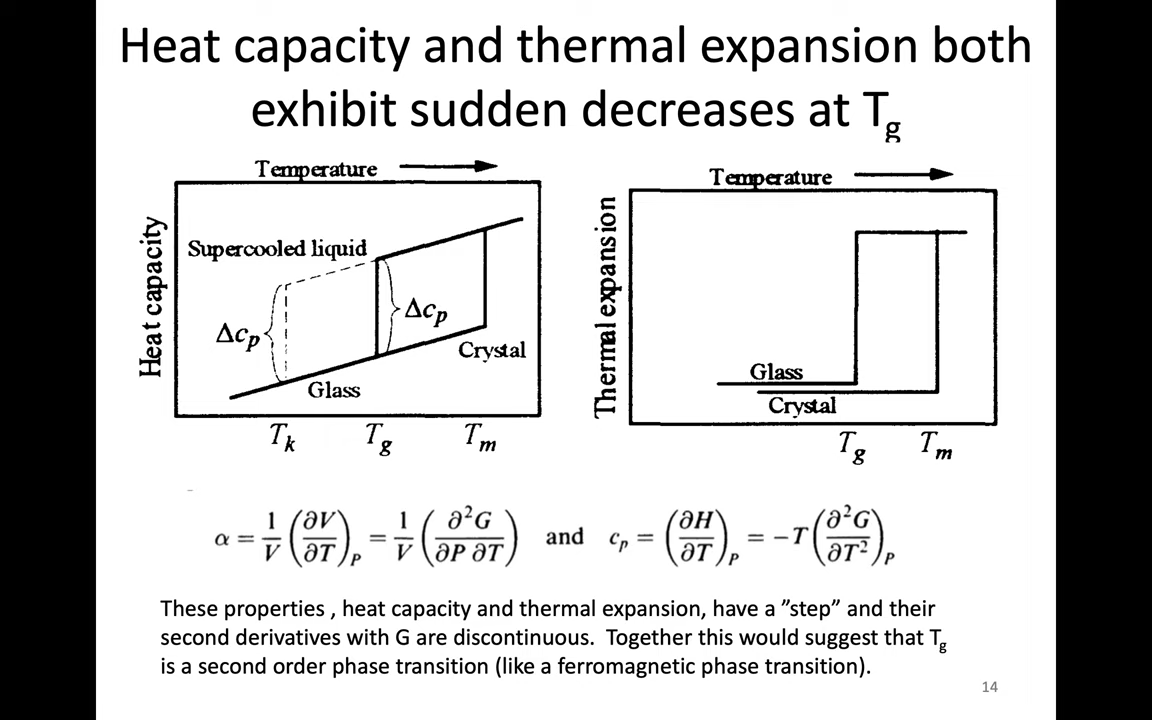 Heat capacity and thermal expansion both
exhibit sudden decreases at Tg
Temperature
Heat capacity
Supercooled liquid
Δcp
Δcp
Crystal
Glass
Tk Tg Tm
Temperature
Thermal expansion
Glass
Crystal
Tg Tm
α = 1/V (∂V/∂T)P = 1/V (∂²G/∂P ∂T) and cp = (∂H/∂T)P = −T(∂²G/∂T²)P
These properties , heat capacity and thermal expansion, have a ”step” and their
second derivatives with G are discontinuous. Together this would suggest that Tg
is a second order phase transition (like a ferromagnetic phase transition).
14